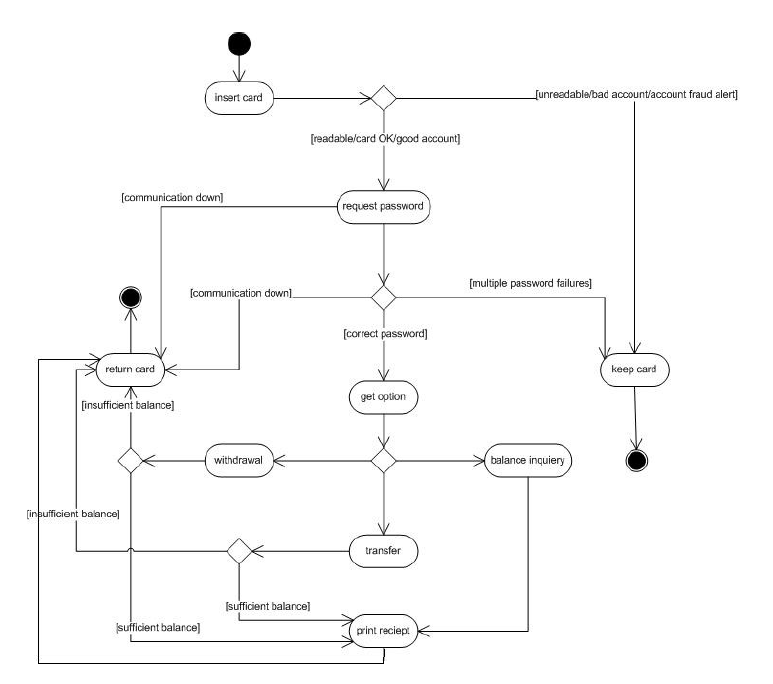 insert card
[unreadable/bad account/account fraud alert]
[readable/card OK/good account]
[communication down]
request password
[communication down]
[multiple password failures]
[correct password]
return card
keep card
get option
[insufficient balance]
withdrawal
balance inquiery
[insufficient balance]
transfer
[sufficient balance]
[sufficient balance]
print reciept